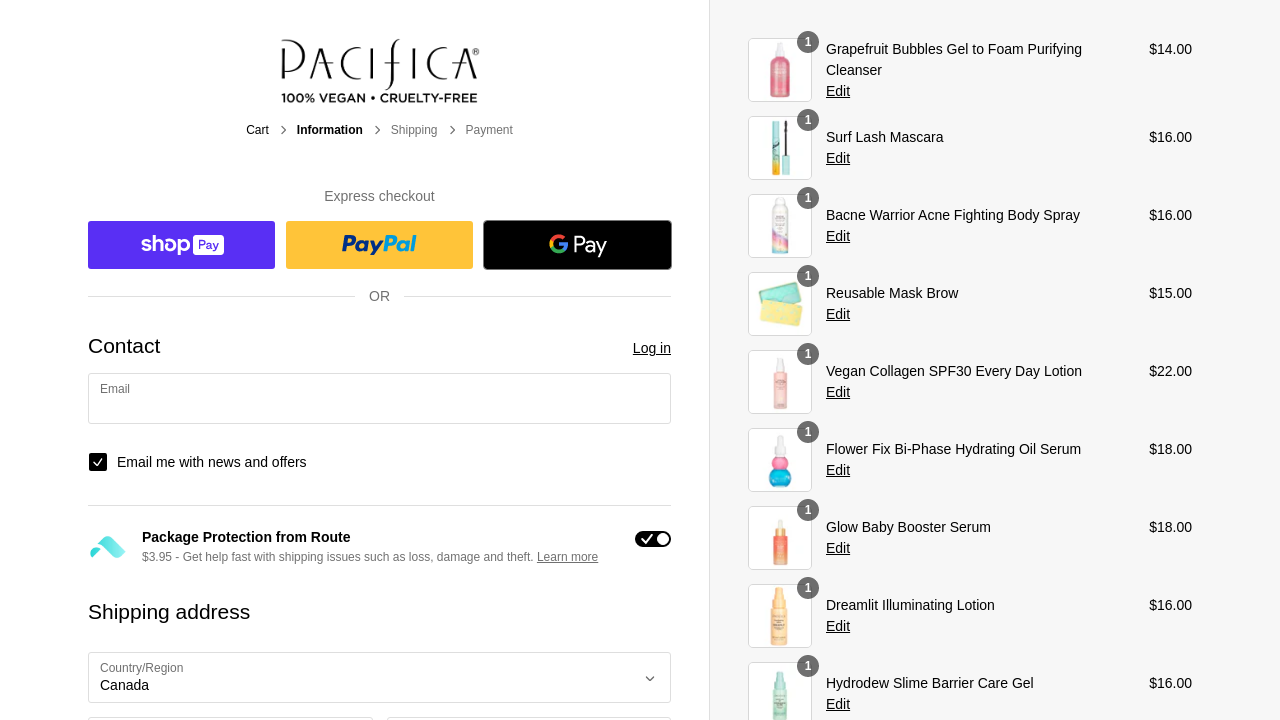 PACIFICA®
100% VEGAN • CRUELTY-FREE
Cart > Information > Shipping > Payment
Express checkout
shop Pay
PayPal
G Pay
OR
Contact
Log in
Email
Email me with news and offers
Package Protection from Route
$3.95 - Get help fast with shipping issues such as loss, damage and theft. Learn more
Shipping address
Country/Region
Canada
1
Grapefruit Bubbles Gel to Foam Purifying
Cleanser
$14.00
Edit
1
Surf Lash Mascara
$16.00
Edit
1
Bacne Warrior Acne Fighting Body Spray
$16.00
Edit
1
Reusable Mask Brow
$15.00
Edit
1
Vegan Collagen SPF30 Every Day Lotion
$22.00
Edit
1
Flower Fix Bi-Phase Hydrating Oil Serum
$18.00
Edit
1
Glow Baby Booster Serum
$18.00
Edit
1
Dreamlit Illuminating Lotion
$16.00
Edit
1
Hydrodew Slime Barrier Care Gel
$16.00
Edit